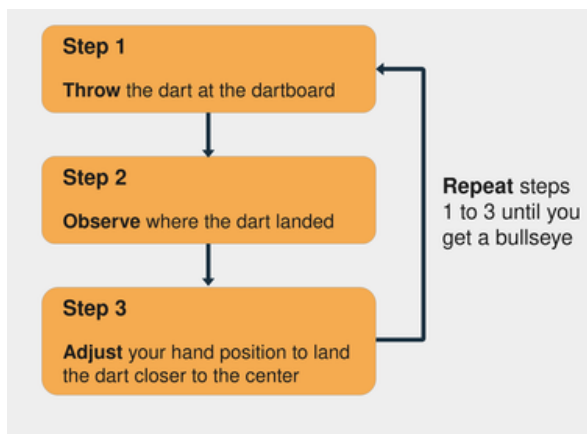 Step 1
Throw the dart at the dartboard
Step 2
Observe where the dart landed
Step 3
Adjust your hand position to land
the dart closer to the center
Repeat steps
1 to 3 until you
get a bullseye